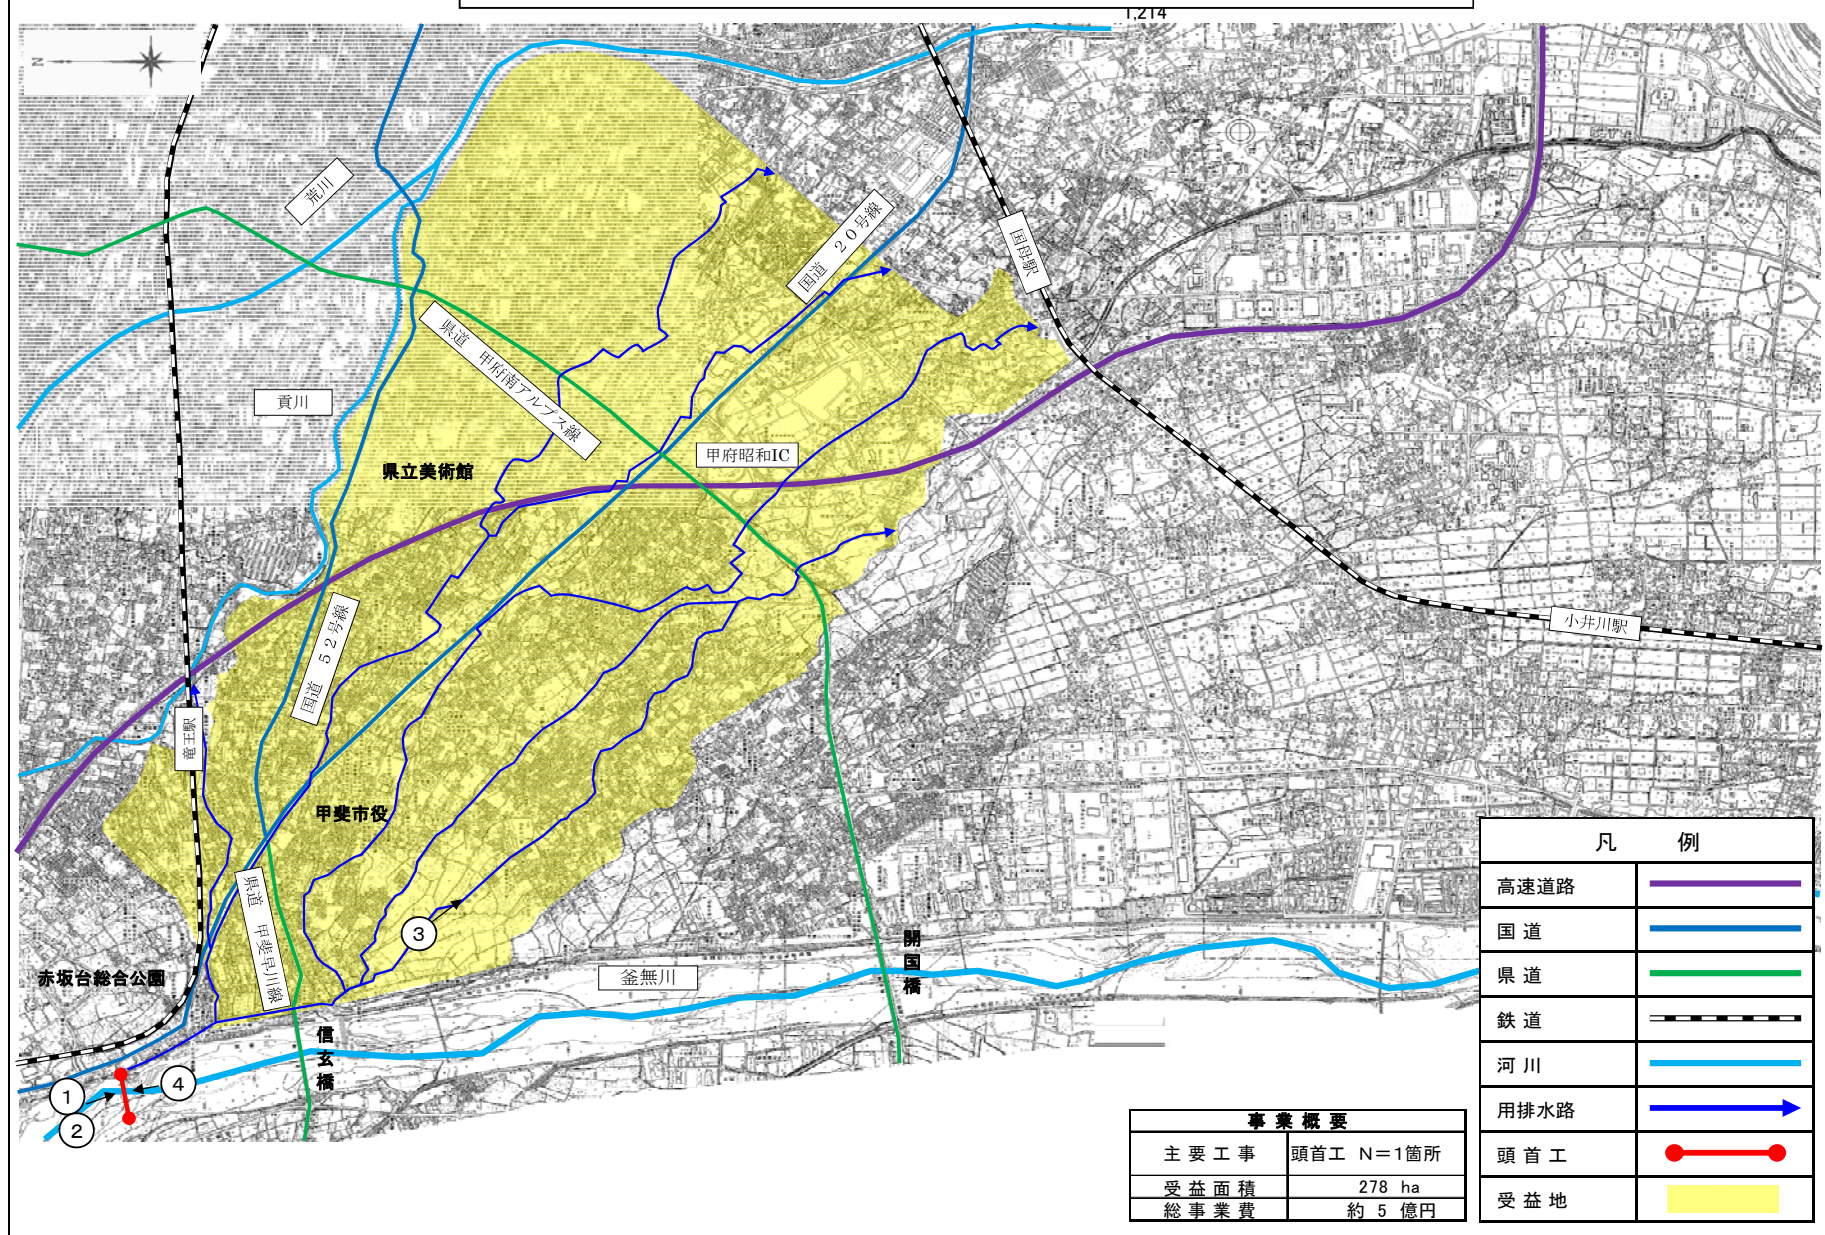 1,214
N
荒川
国道 20号線
国母駅
県道 甲府南アルプス線
貢川
甲府昭和IC
県立美術館
国道 52号線
小井川駅
竜王駅
甲斐市役
県道 甲斐早川線
③
開国橋
釜無川
赤坂台総合公園
信玄橋
④
①
②
凡 例
高速道路
国道
県道
鉄道
河川
用排水路
頭首工
受益地
事業概要
主要工事 頭首工 N=1箇所
受益面積 278 ha
総事業費 約 5 億円